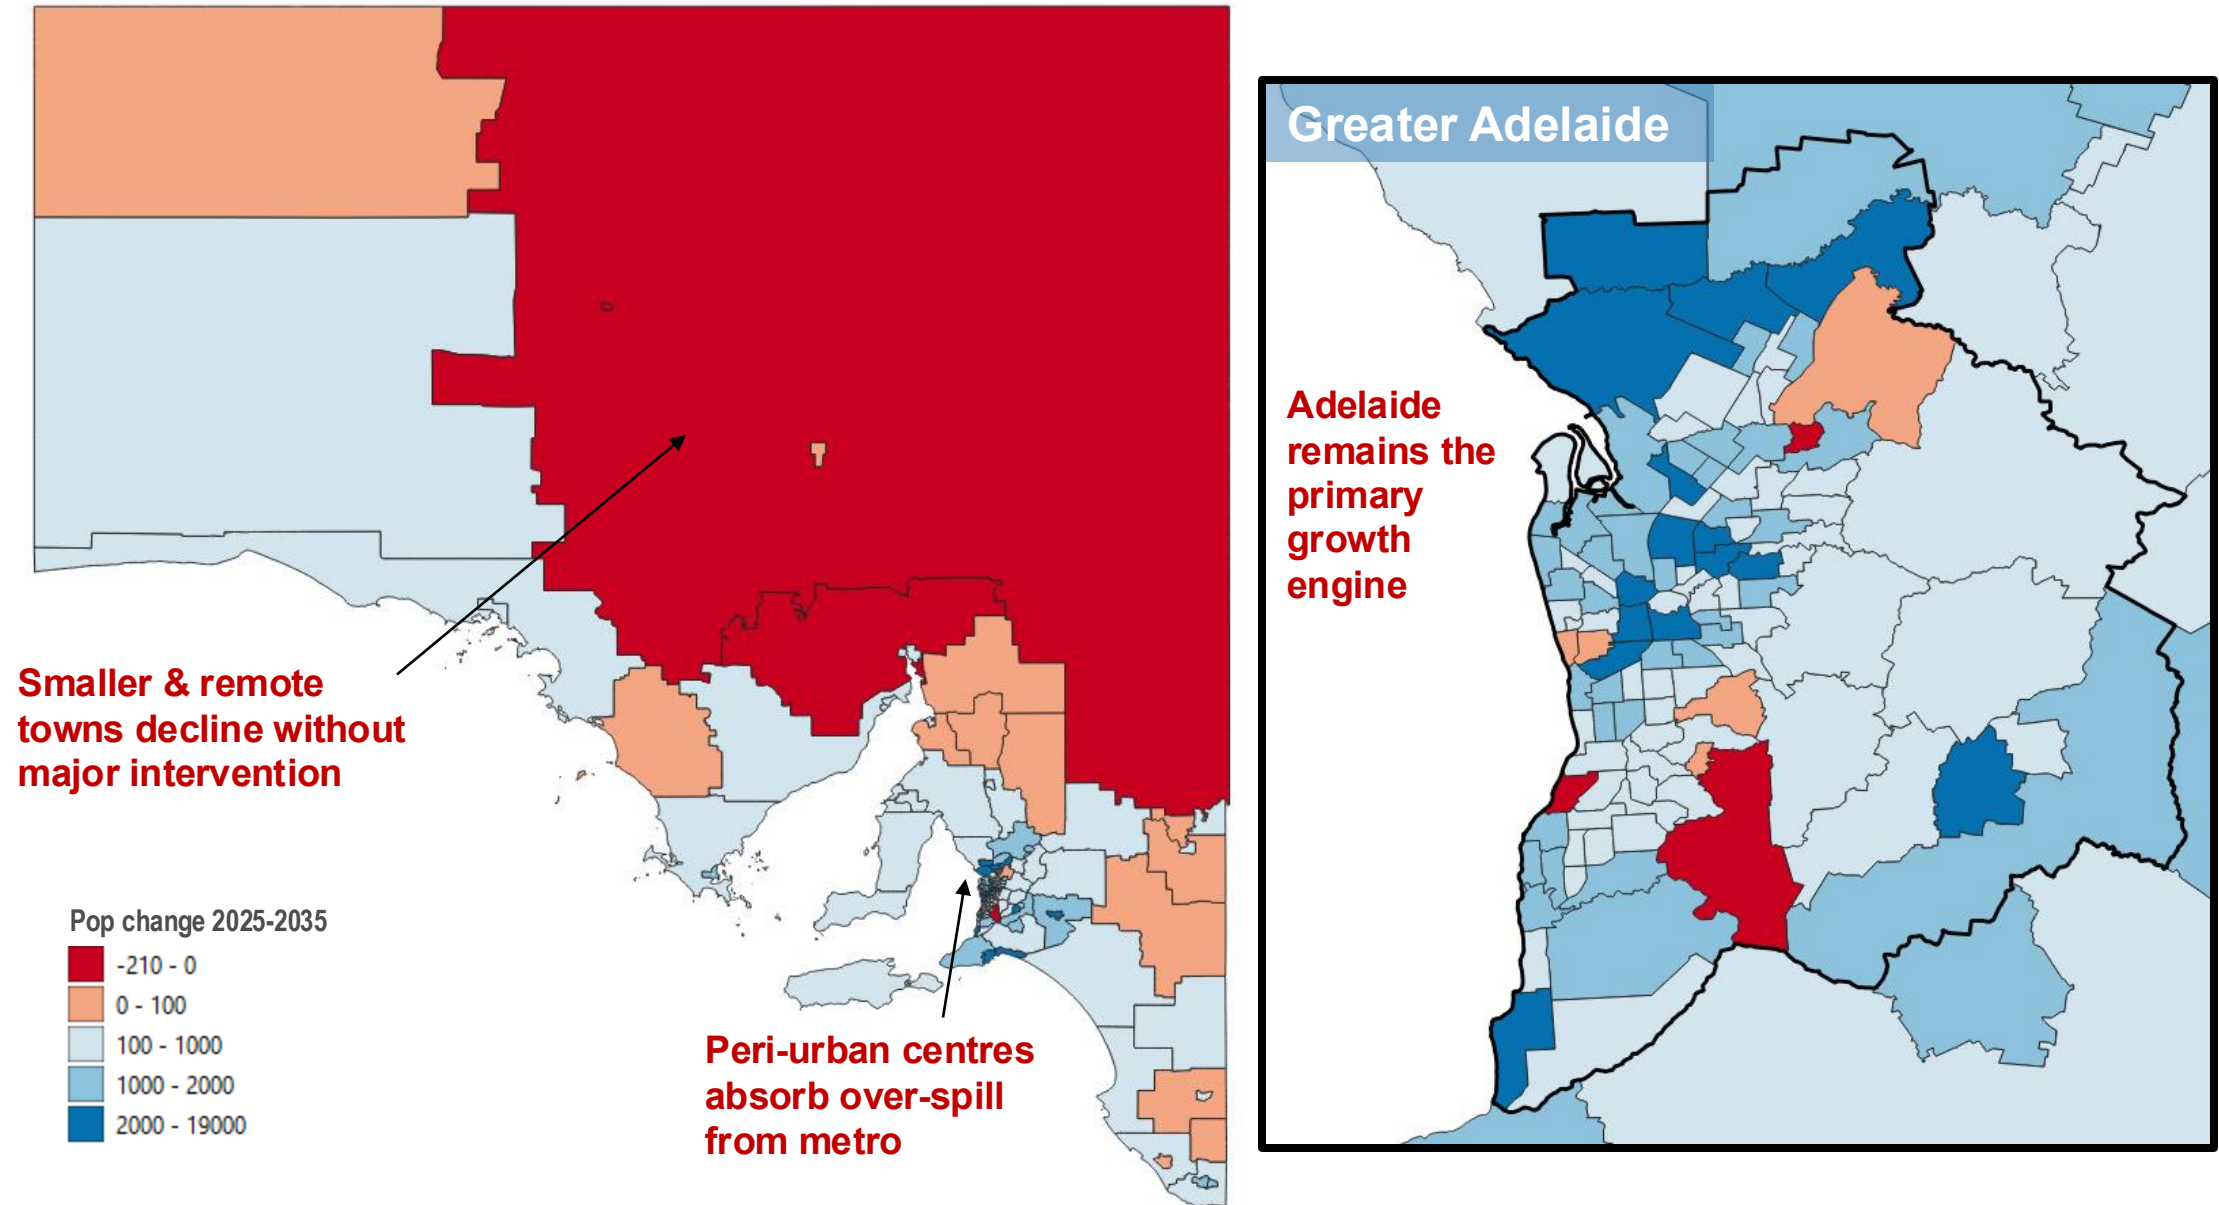 Greater Adelaide
Adelaide
remains the
primary
growth
engine
Smaller & remote
towns decline without
major intervention
Pop change 2025-2035
-210 - 0
0 - 100
100 - 1000
1000 - 2000
2000 - 19000
Peri-urban centres
absorb over-spill
from metro